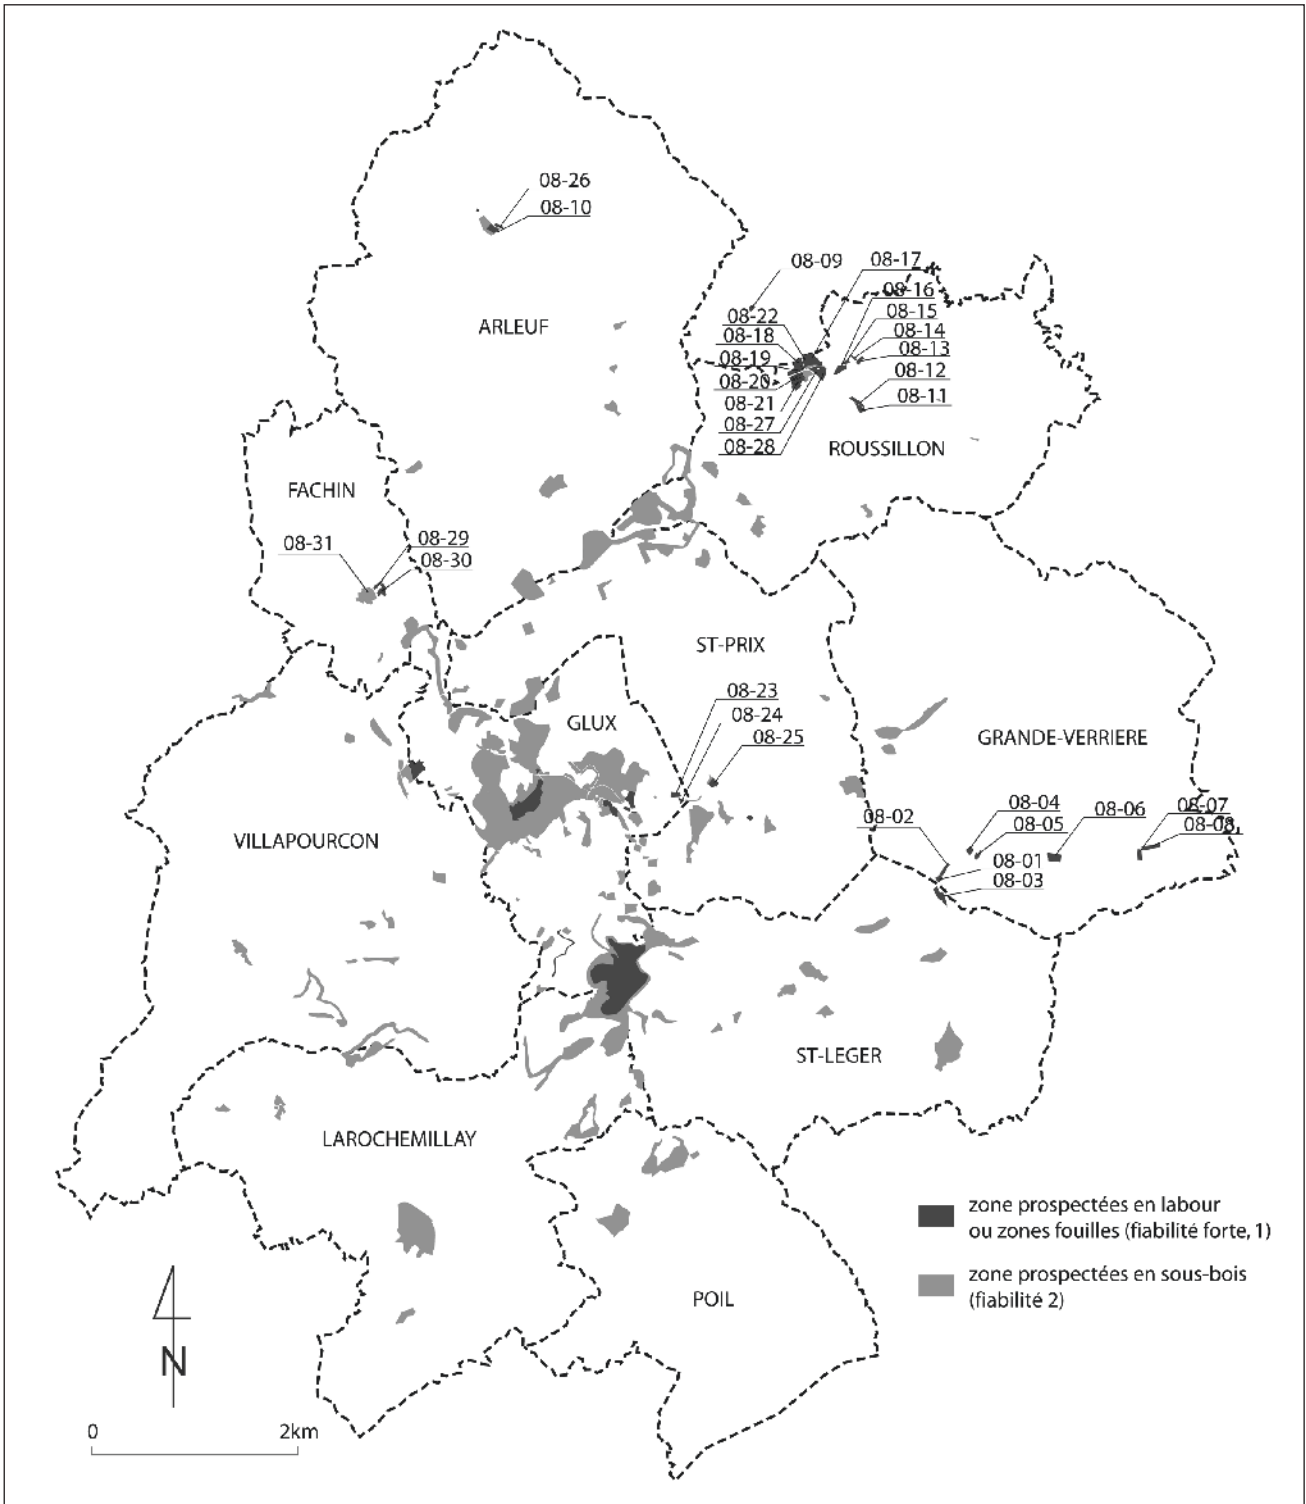 08-26
08-10
08-09
08-17
ARLEUF
08-16
08-22
08-15
08-18
08-14
08-19
08-13
08-20
08-12
08-21
08-11
08-27
08-28
ROUSSILLON
FACHIN
08-31
08-29
08-30
ST-PRIX
08-23
08-24
08-25
GLUX
GRANDE-VERRIERE
08-02
08-04
08-05
08-06
08-07
08-08
08-01
08-03
VILLAPOURCON
ST-LEGER
LAROCHEMILLAY
zone prospectées en labour
ou zones fouilles (fiabilité forte, 1)
zone prospectées en sous-bois
(fiabilité 2)
POIL
N
0 2km